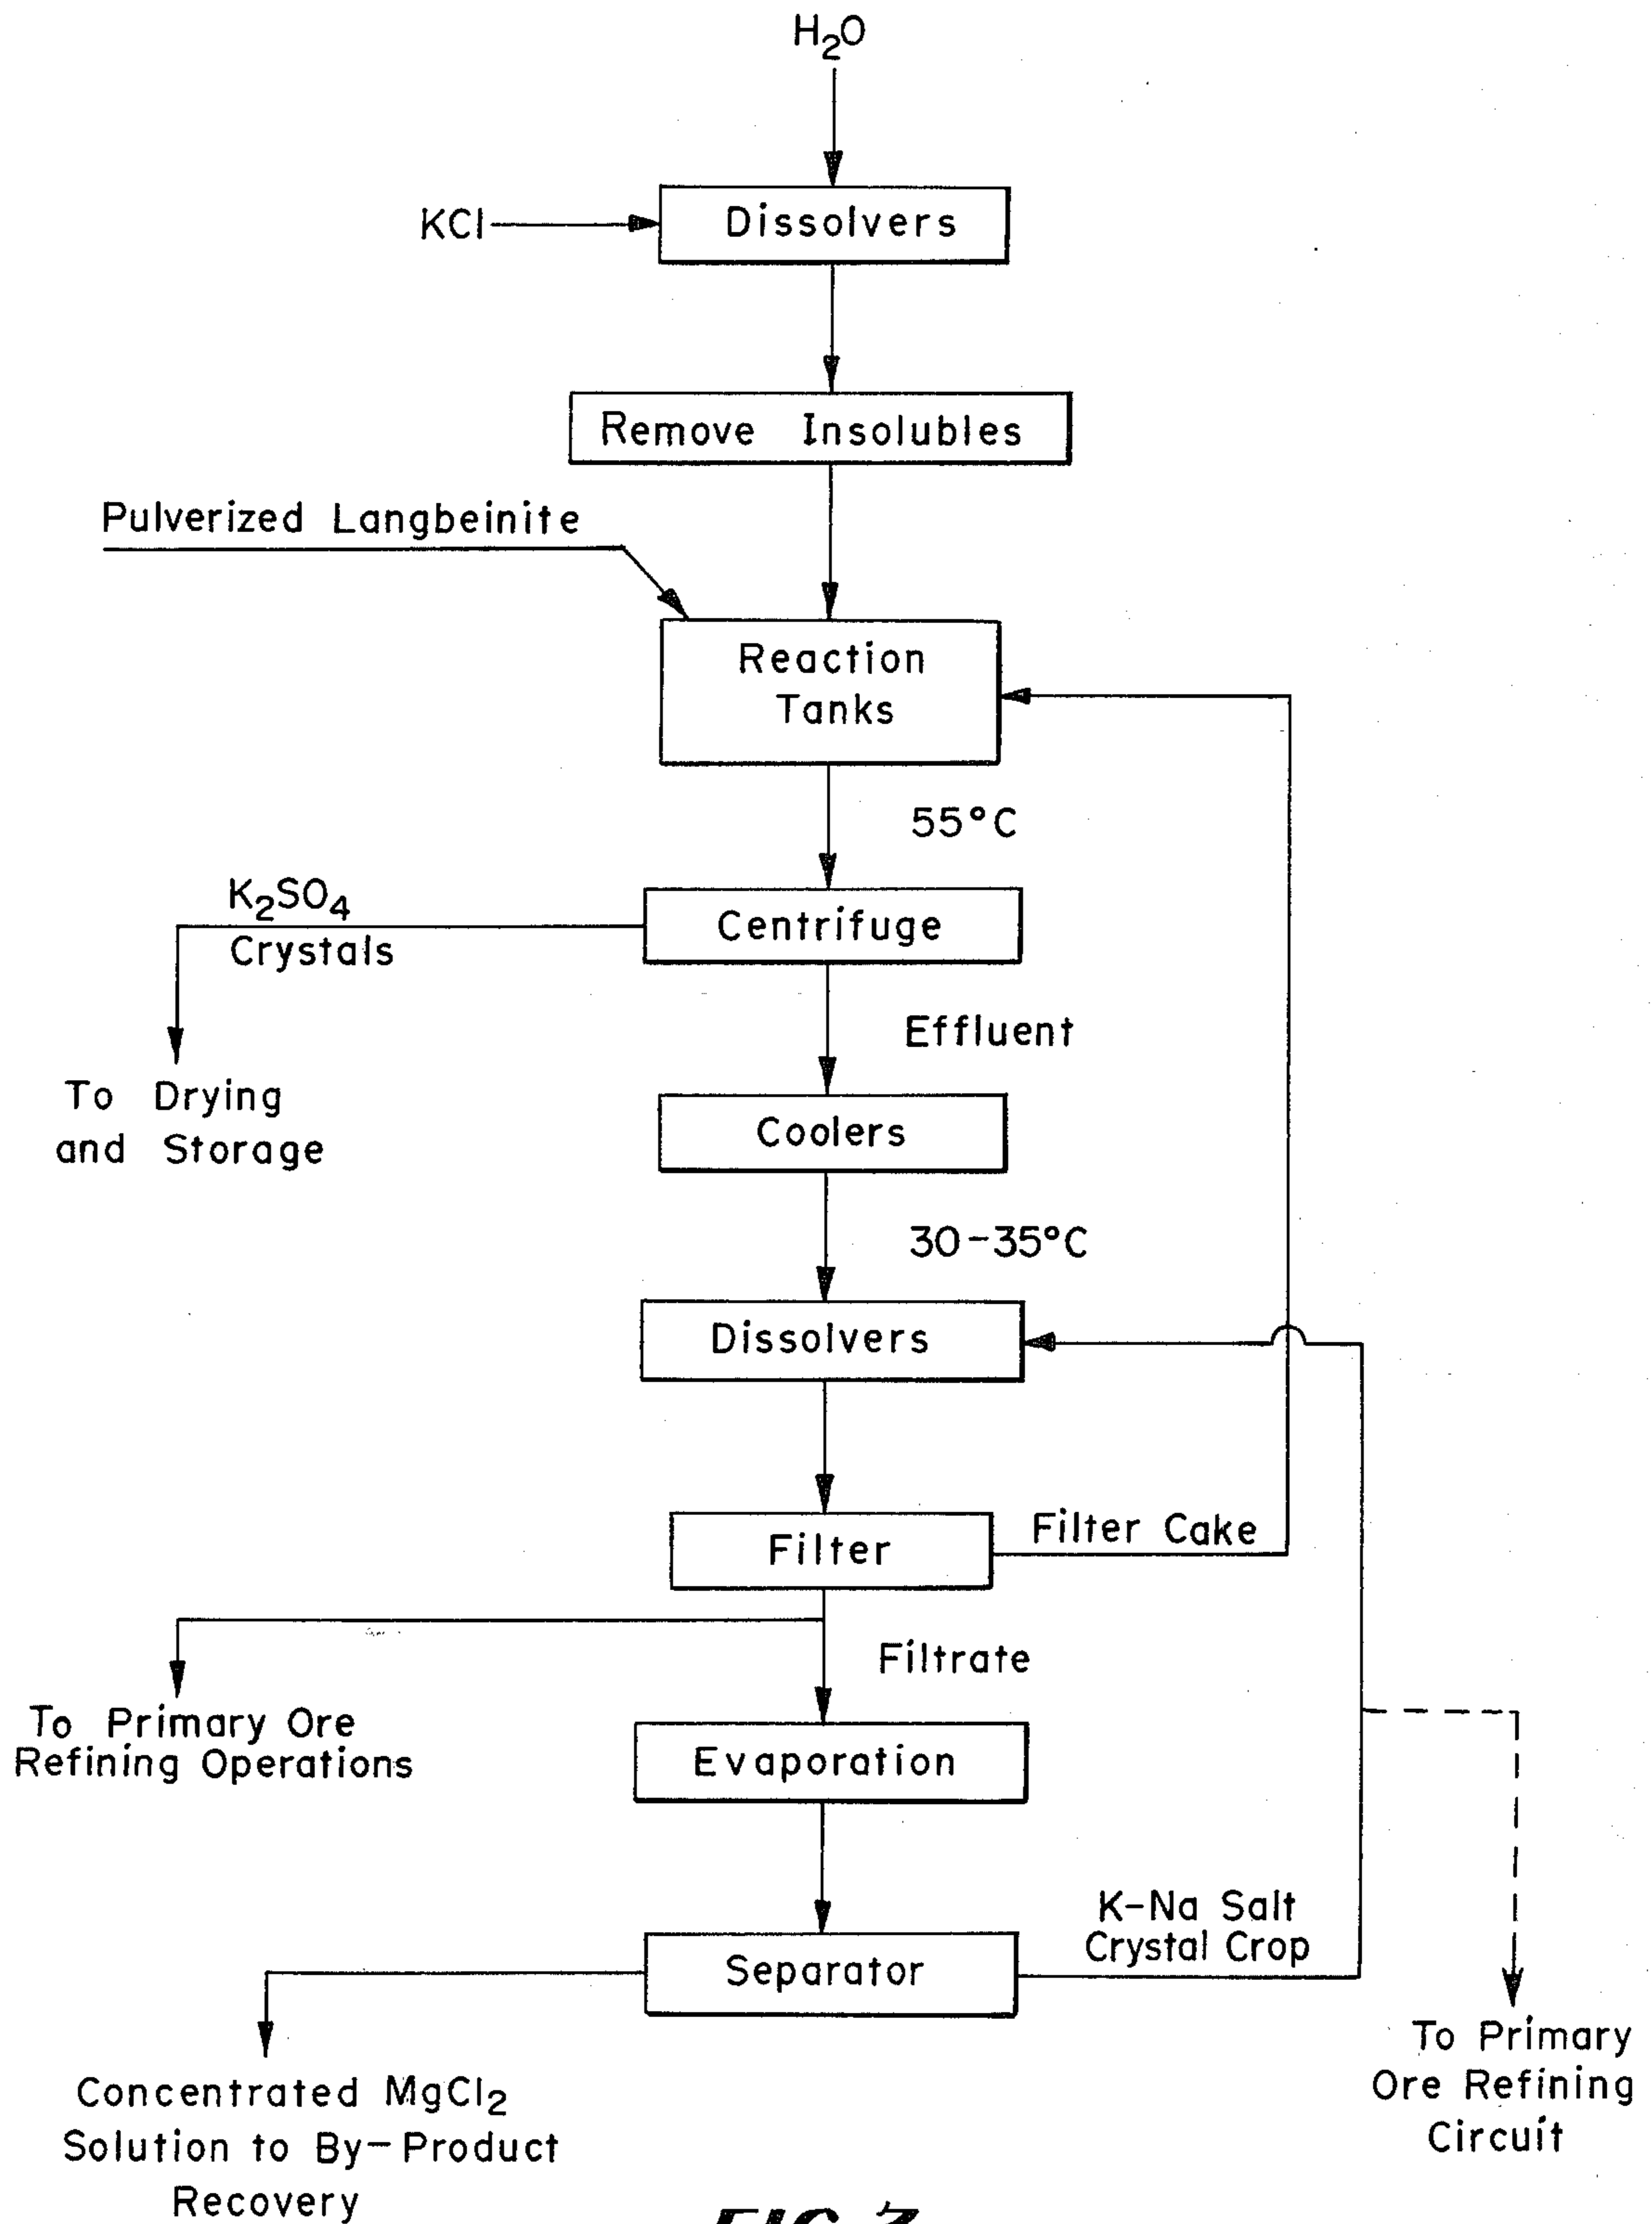 H₂O
KCl
Dissolvers
Remove Insolubles
Pulverized Langbeinite
Reaction
Tanks
55°C
K₂SO₄
Crystals
Centrifuge
Effluent
To Drying
and Storage
Coolers
30-35°C
Dissolvers
Filter
Filter Cake
Filtrate
To Primary Ore
Refining Operations
Evaporation
K-Na Salt
Crystal Crop
Separator
To Primary
Ore Refining
Circuit
Concentrated MgCl₂
Solution to By-Product
Recovery